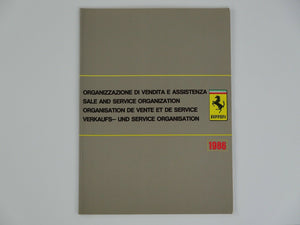 ORGANIZZAZIONE DI VENDITA E ASSISTENZA
SALE AND SERVICE ORGANIZATION
ORGANISATION DE VENTE ET DE SERVICE
VERKAUFS- UND SERVICE ORGANISATION
Ferrari
1986